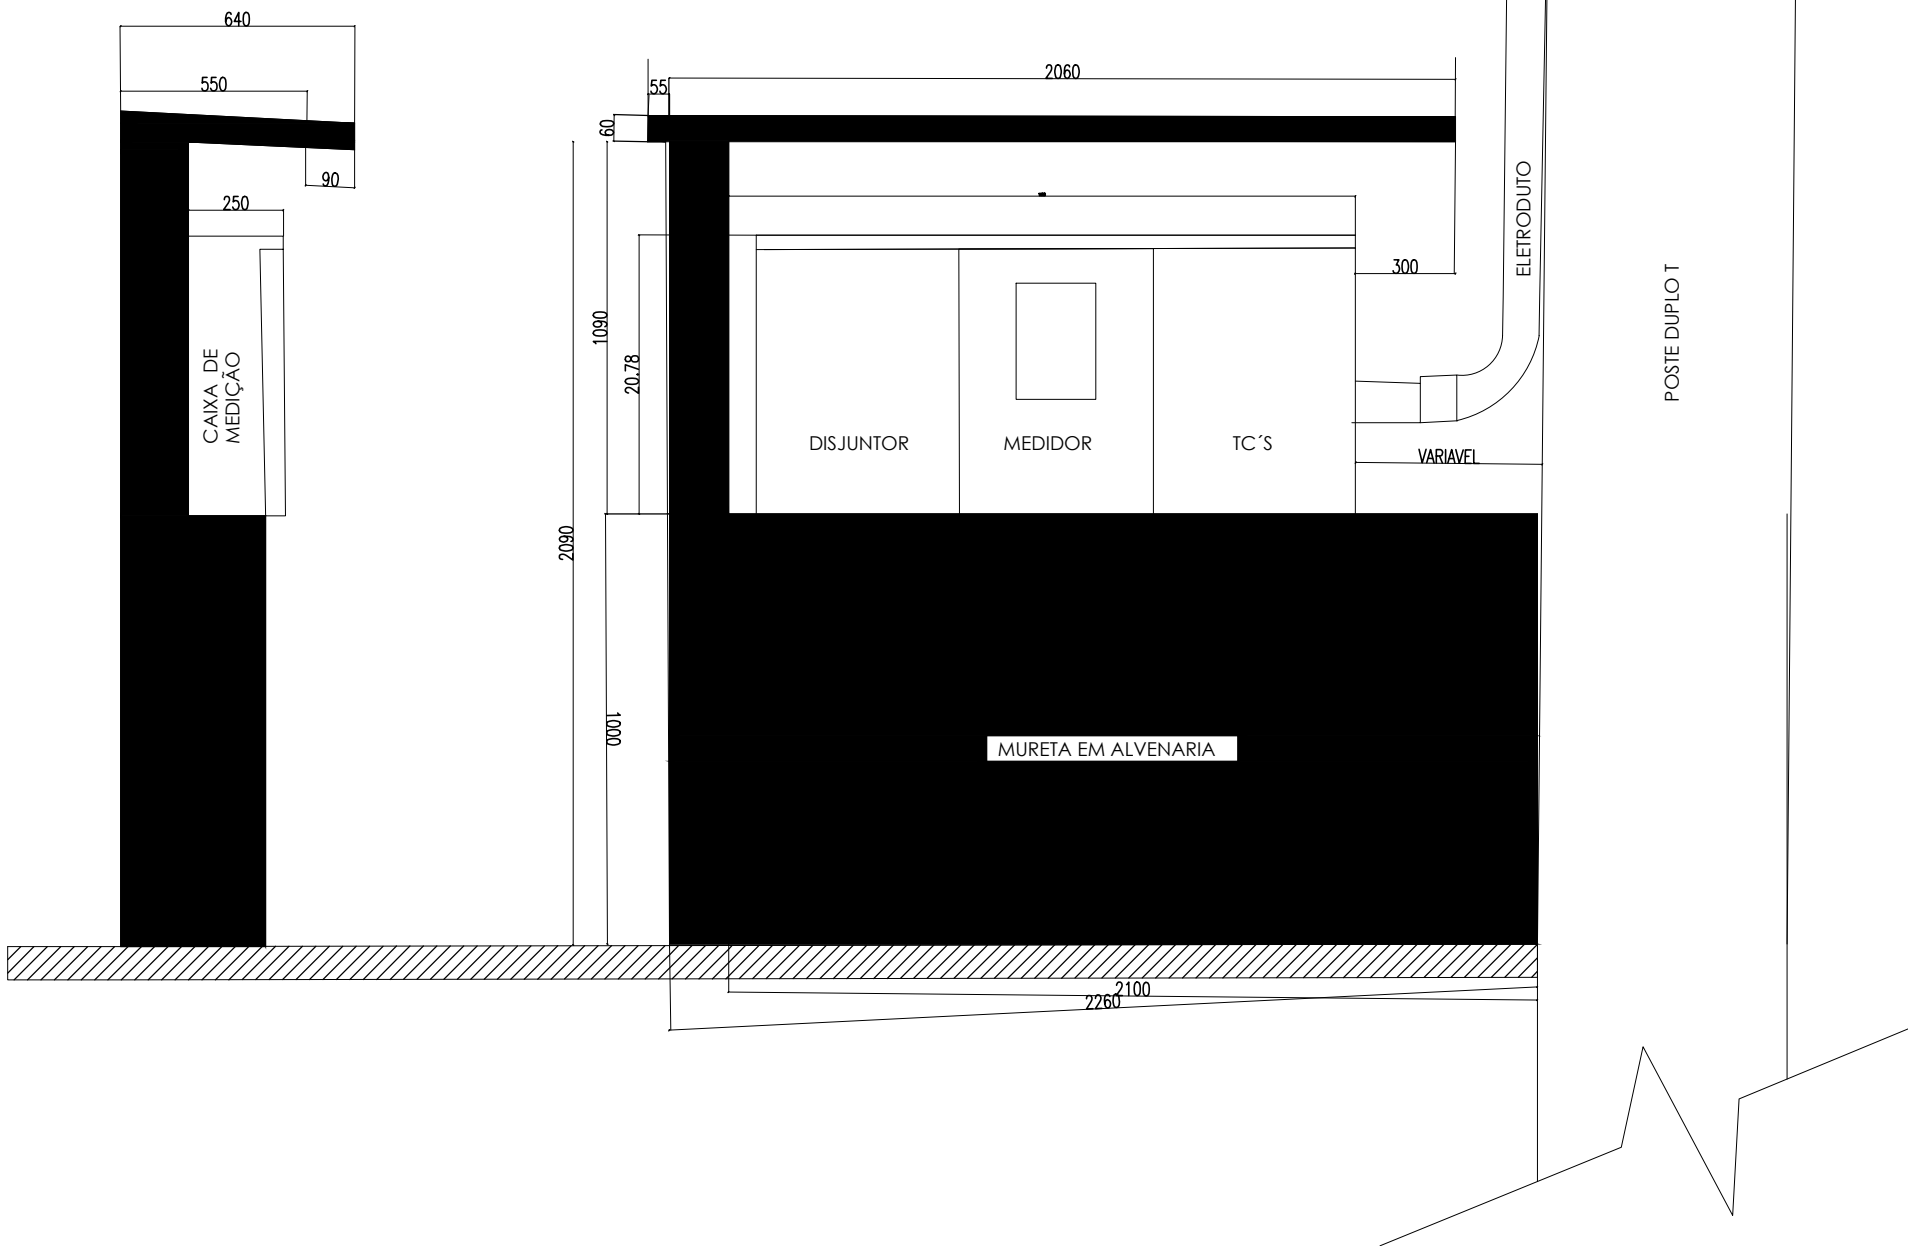 640
550
90
250
CAIXA DE
MEDIÇÃO
2060
55
60
300
1090
20.78
2090
1000
DISJUNTOR
MEDIDOR
TC´S
VARIAVEL
ELETRODUTO
POSTE DUPLO T
MURETA EM ALVENARIA
2100
2260